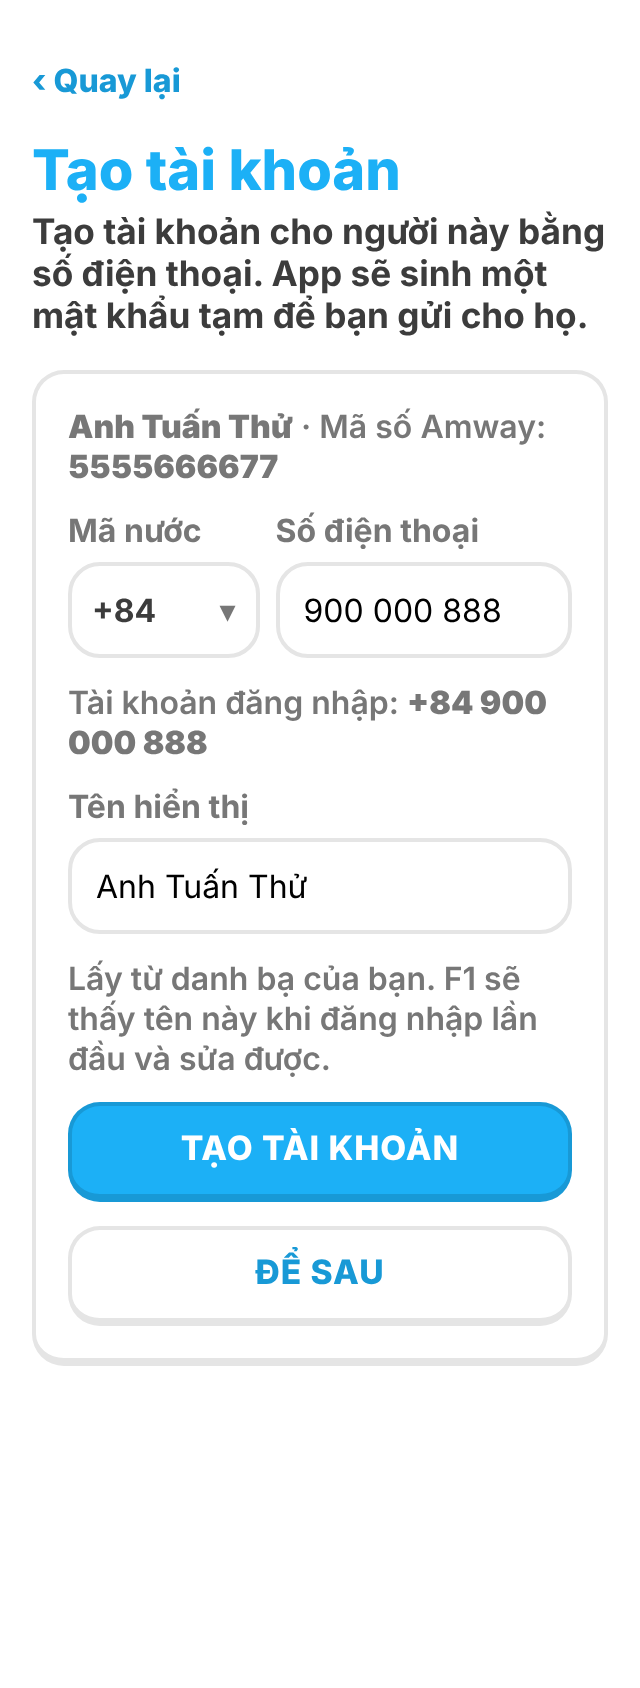 ‹ Quay lại
Tạo tài khoản
Tạo tài khoản cho người này bằng
số điện thoại. App sẽ sinh một
mật khẩu tạm để bạn gửi cho họ.
Anh Tuấn Thử · Mã số Amway:
5555666677
Mã nước Số điện thoại
+84 ▾ 900 000 888
Tài khoản đăng nhập: +84 900
000 888
Tên hiển thị
Anh Tuấn Thử
Lấy từ danh bạ của bạn. F1 sẽ
thấy tên này khi đăng nhập lần
đầu và sửa được.
TẠO TÀI KHOẢN
ĐỂ SAU